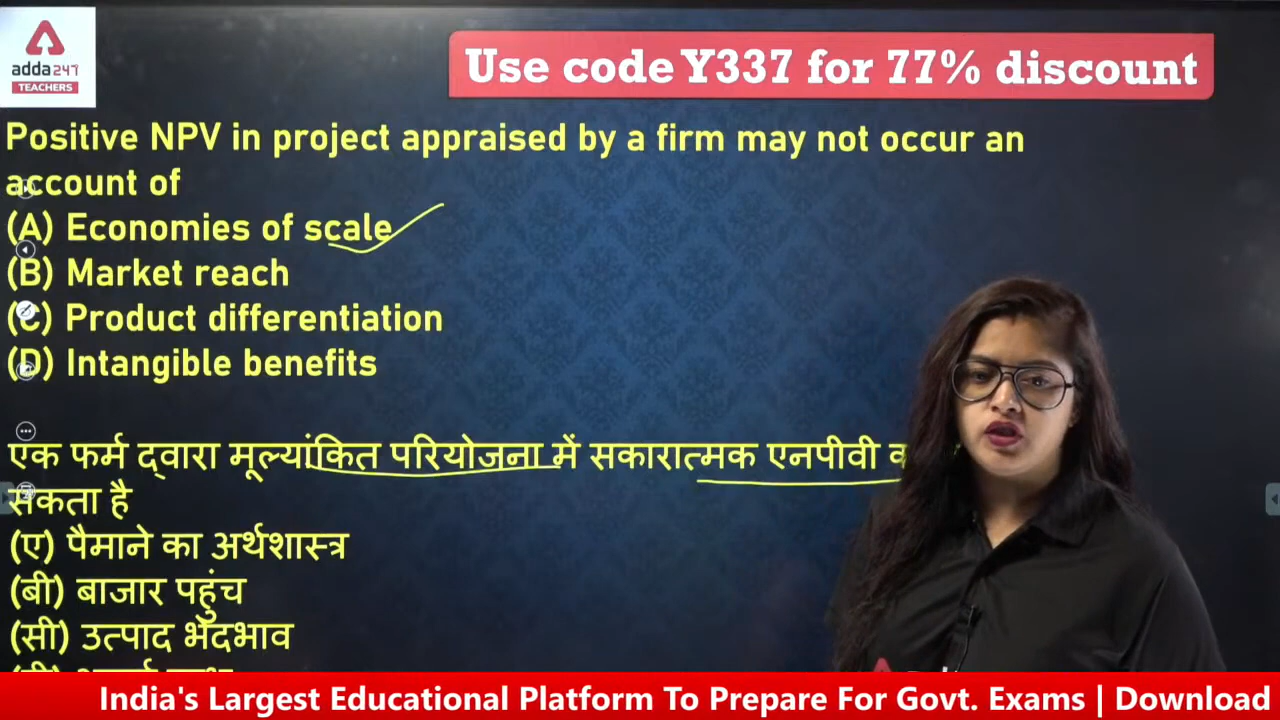 adda247
TEACHERS
Use code Y337 for 77% discount
Positive NPV in project appraised by a firm may not occur an
account of
(A) Economies of scale
(B) Market reach
(C) Product differentiation
(D) Intangible benefits
एक फर्म द्वारा मूल्यांकित परियोजना में सकारात्मक एनपीवी
सकता है
(ए) पैमाने का अर्थशास्त्र
(बी) बाजार पहुंच
(सी) उत्पाद भेदभाव
India's Largest Educational Platform To Prepare For Govt. Exams | Download